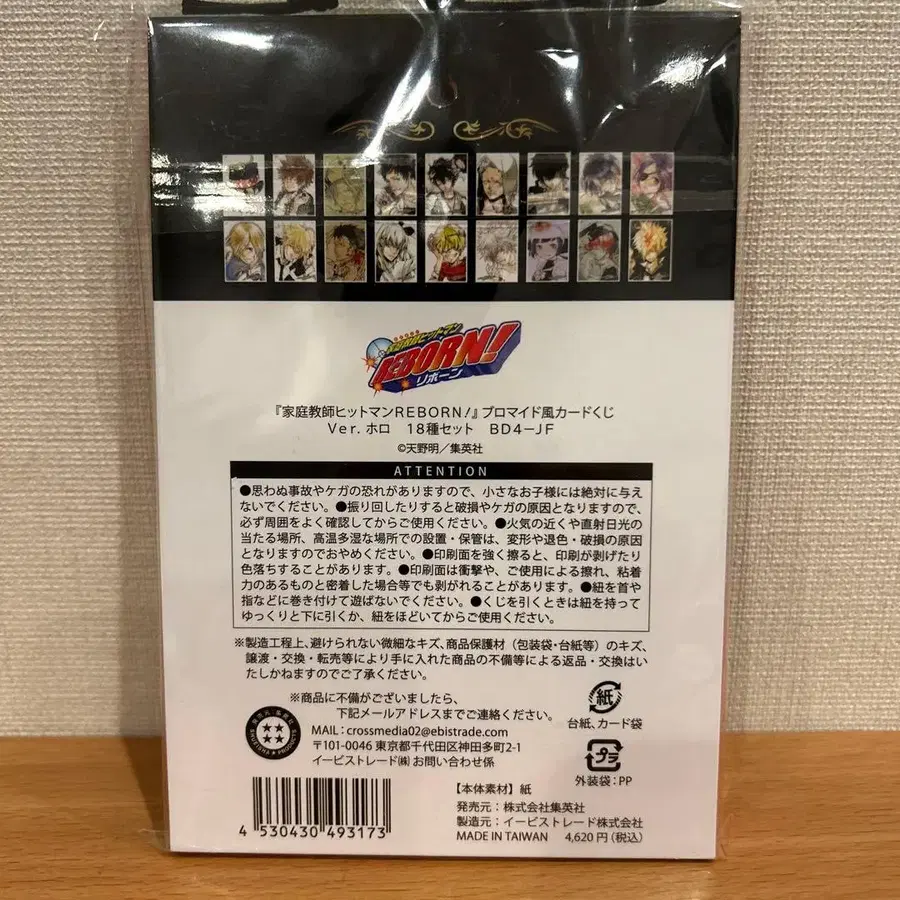 家庭教師ヒットマン
REBORN!
リボーン
『家庭教師ヒットマンREBORN!』ブロマイド風カードくじ
Ver. ホロ 18種セット BD4-JF
©天野明／集英社
ATTENTION
●思わぬ事故やケガの恐れがありますので、小さなお子様には絶対に与え
ないでください。●振り回したりすると破損やケガの原因となりますので、
必ず周囲をよく確認してからご使用ください。●火気の近くや直射日光の
当たる場所、高温多湿な場所での設置・保管は、変形や退色・破損の原因
となりますのでおやめください。●印刷面を強く擦ると、印刷が剥げたり
色落ちすることがあります。●印刷面は衝撃や、ご使用による擦れ、粘着
力のあるものと密着した場合等でも剥がれることがあります。●紐を首や
指などに巻き付けて遊ばないでください。●くじを引くときは紐を持って
ゆっくりと下に引くか、紐をほどいてからご使用ください。
※製造工程上、避けられない微細なキズ、商品保護材（包装袋・台紙等）のキズ、
譲渡・交換・転売等により手に入れた商品の不備等による返品・交換はい
たしかねますのでご了承ください。
※商品に不備がございましたら、
下記メールアドレスまでご連絡ください。
MAIL：crossmedia02@ebistrade.com
〒101-0046 東京都千代田区神田多町2-1
イービストレード㈱ お問い合わせ係
紙
台紙、カード袋
プラ
外装袋：PP
4 530430 493173
【本体素材】紙
発売元：株式会社集英社
製造元：イービストレード株式会社
MADE IN TAIWAN 4,620円（税込）